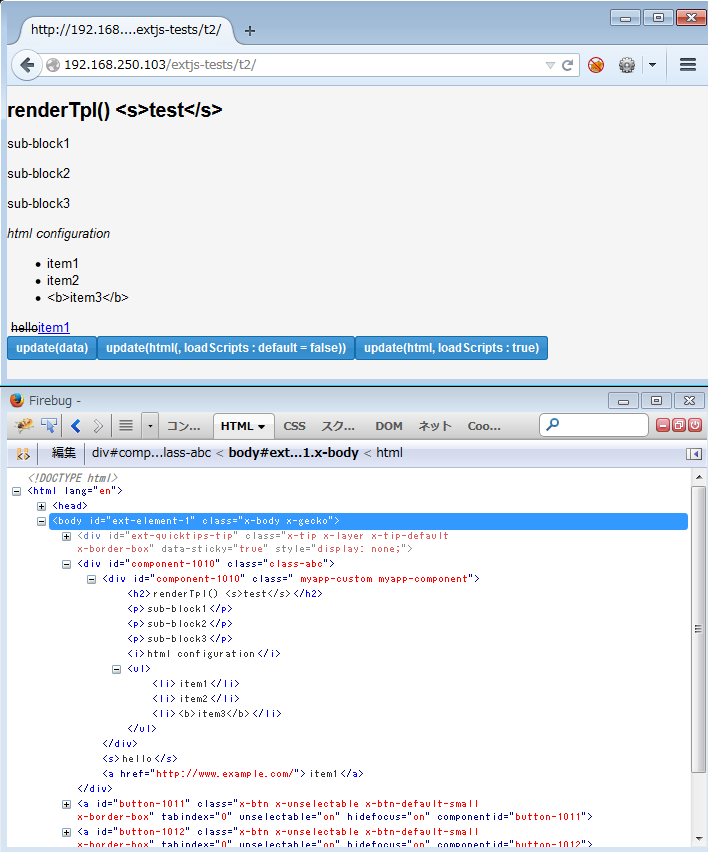 http://192.168....extjs-tests/t2/
192.168.250.103/extjs-tests/t2/
renderTpl() <s>test</s>
sub-block1
sub-block2
sub-block3
html configuration
item1
item2
<b>item3</b>
helloitem1
update(data) update(html(, loadScripts : default = false)) update(html, loadScripts : true)
Firebug -
コン... HTML CSS スク... DOM ネット Coo...
編集 div#comp...lass-abc < body#ext...1.x-body < html
<!DOCTYPE html>
<html lang="en">
<head>
<body id="ext-element-1" class="x-body x-gecko">
<div id="ext-quicktips-tip" class="x-tip x-layer x-tip-default
x-border-box" data-sticky="true" style="display: none;">
<div id="component-1010" class="class-abc">
<div id="component-1010" class=" myapp-custom myapp-component">
<h2>renderTpl() <s>test</s></h2>
<p>sub-block1</p>
<p>sub-block2</p>
<p>sub-block3</p>
<i>html configuration</i>
<ul>
<li>item1</li>
<li>item2</li>
<li><b>item3</b></li>
</ul>
</div>
<s>hello</s>
<a href="http://www.example.com/">item1</a>
</div>
<a id="button-1011" class="x-btn x-unselectable x-btn-default-small
x-border-box" tabindex="0" unselectable="on" hidefocus="on" componentid="button-1011">
<a id="button-1012" class="x-btn x-unselectable x-btn-default-small
x-border-box" tabindex="0" unselectable="on" hidefocus="on" componentid="button-1012">